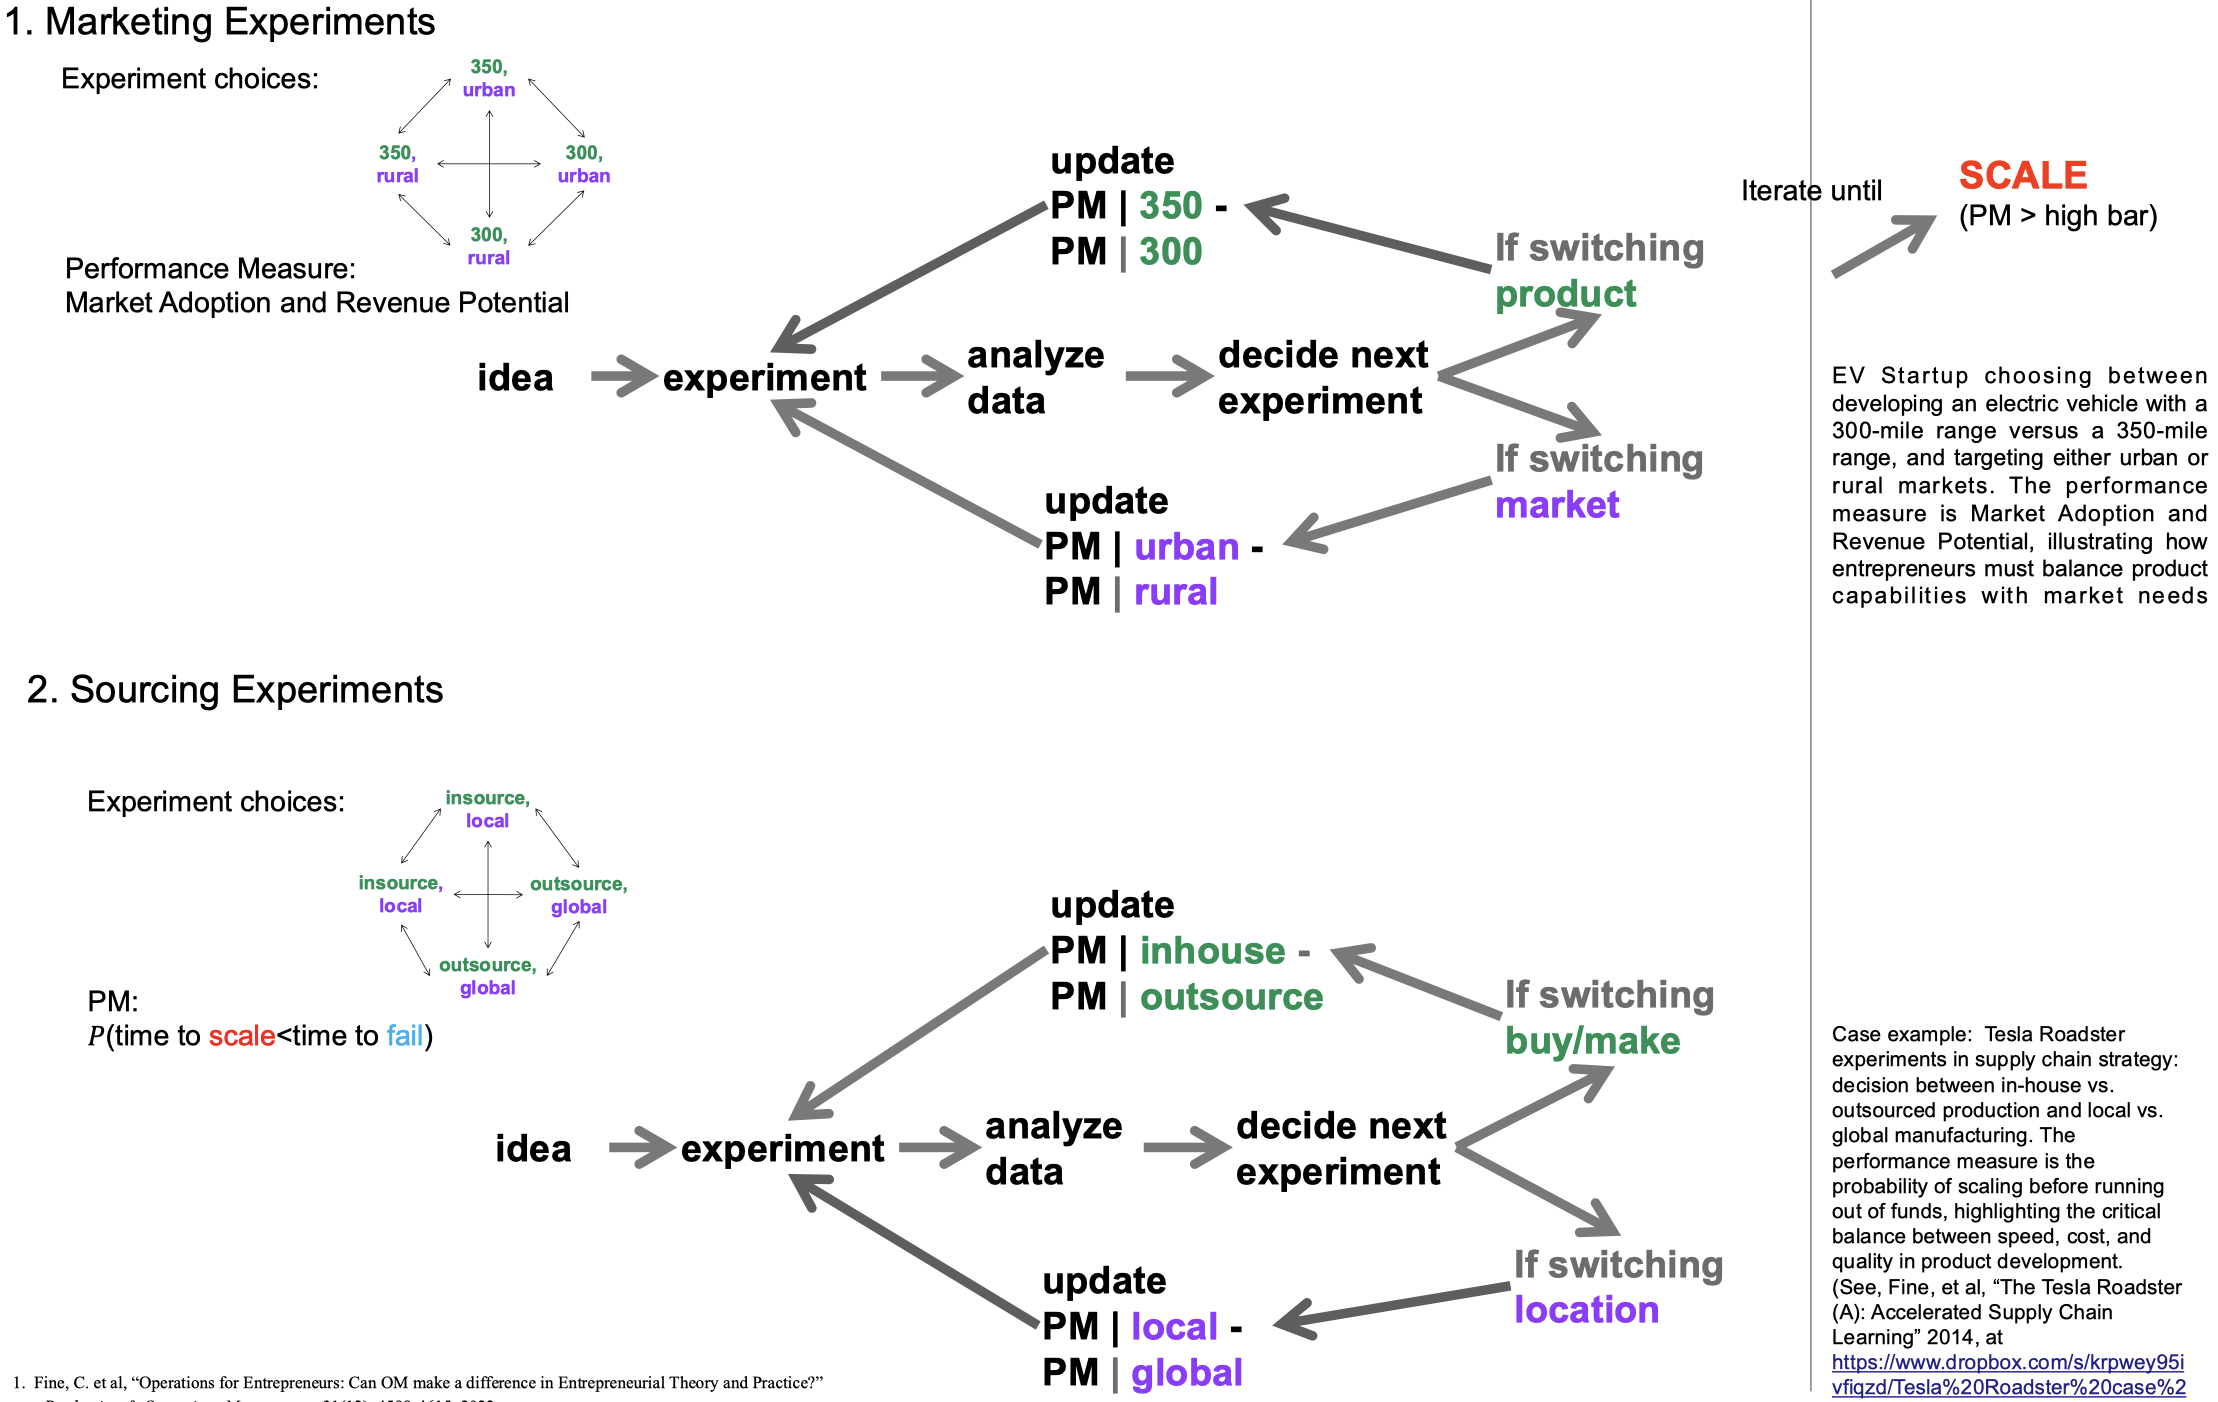 1. Marketing Experiments
Experiment choices:
350,
urban
350,
rural
300,
urban
300,
rural
Performance Measure:
Market Adoption and Revenue Potential
idea
experiment
analyze
data
decide next
experiment
If switching
product
update
PM | 350 -
PM | 300
If switching
market
update
PM | urban -
PM | rural
Iterate until
SCALE
(PM > high bar)
EV Startup choosing between
developing an electric vehicle with a
300-mile range versus a 350-mile
range, and targeting either urban or
rural markets. The performance
measure is Market Adoption and
Revenue Potential, illustrating how
entrepreneurs must balance product
capabilities with market needs
2. Sourcing Experiments
Experiment choices:
insource,
local
insource,
local
outsource,
global
outsource,
global
PM:
P(time to scale<time to fail)
idea
experiment
analyze
data
decide next
experiment
If switching
buy/make
update
PM | inhouse -
PM | outsource
If switching
location
update
PM | local -
PM | global
Case example: Tesla Roadster
experiments in supply chain strategy:
decision between in-house vs.
outsourced production and local vs.
global manufacturing. The
performance measure is the
probability of scaling before running
out of funds, highlighting the critical
balance between speed, cost, and
quality in product development.
(See, Fine, et al, “The Tesla Roadster
(A): Accelerated Supply Chain
Learning” 2014, at
https://www.dropbox.com/s/krpwey95i
vfiqzd/Tesla%20Roadster%20case%2
1. Fine, C. et al, “Operations for Entrepreneurs: Can OM make a difference in Entrepreneurial Theory and Practice?”